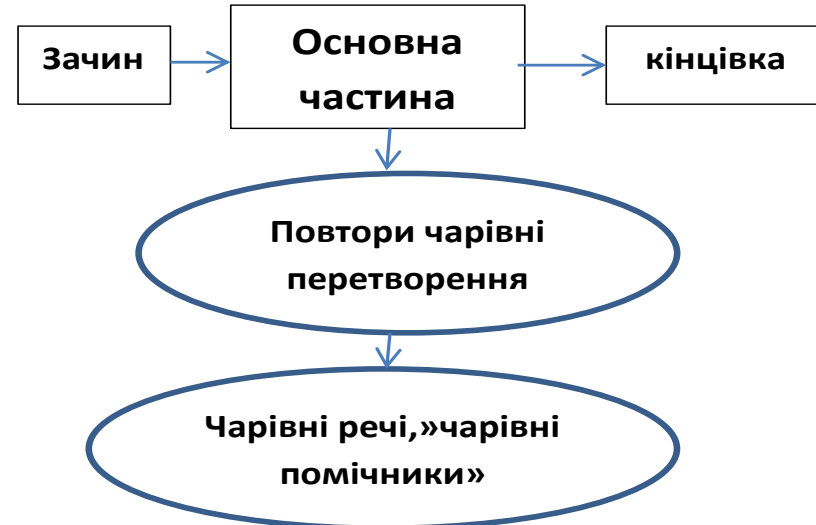 Зачин
Основна
частина
кінцівка
Повтори чарівні
перетворення
Чарівні речі,»чарівні
помічники»